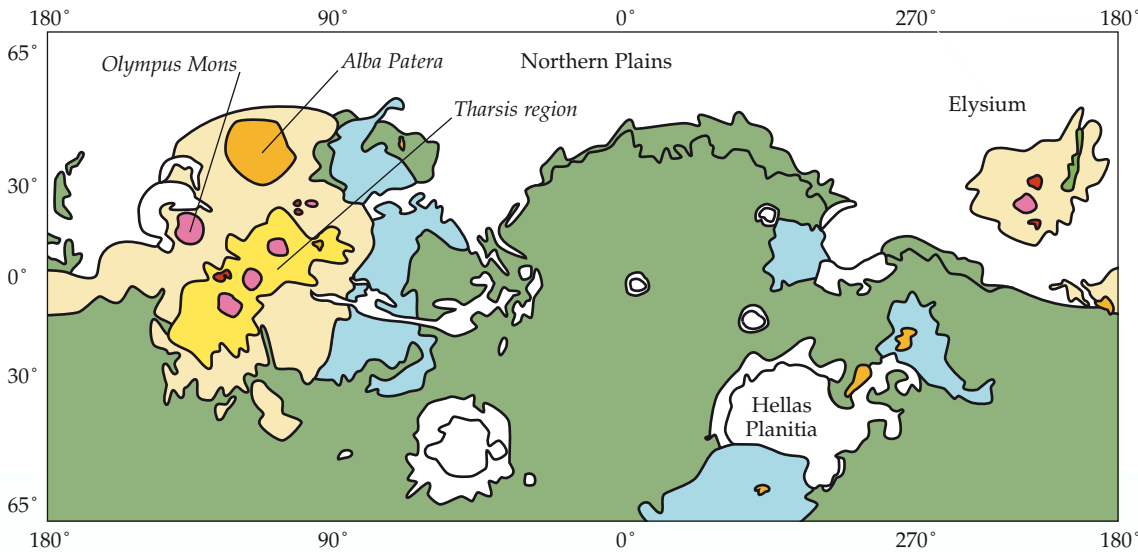 180˚ 90˚ 0˚ 270˚ 180˚
65˚
Olympus Mons
Alba Patera
Northern Plains
Elysium
Tharsis region
30˚
0˚
30˚
Hellas
Planitia
65˚
180˚ 90˚ 0˚ 270˚ 180˚